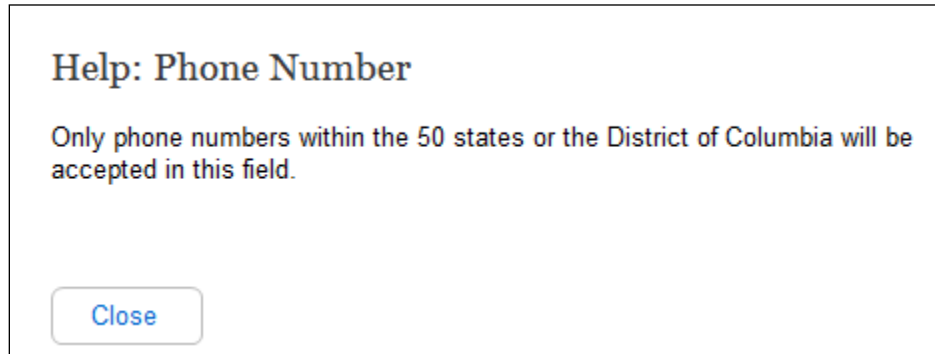 Help: Phone Number
Only phone numbers within the 50 states or the District of Columbia will be
accepted in this field.
Close